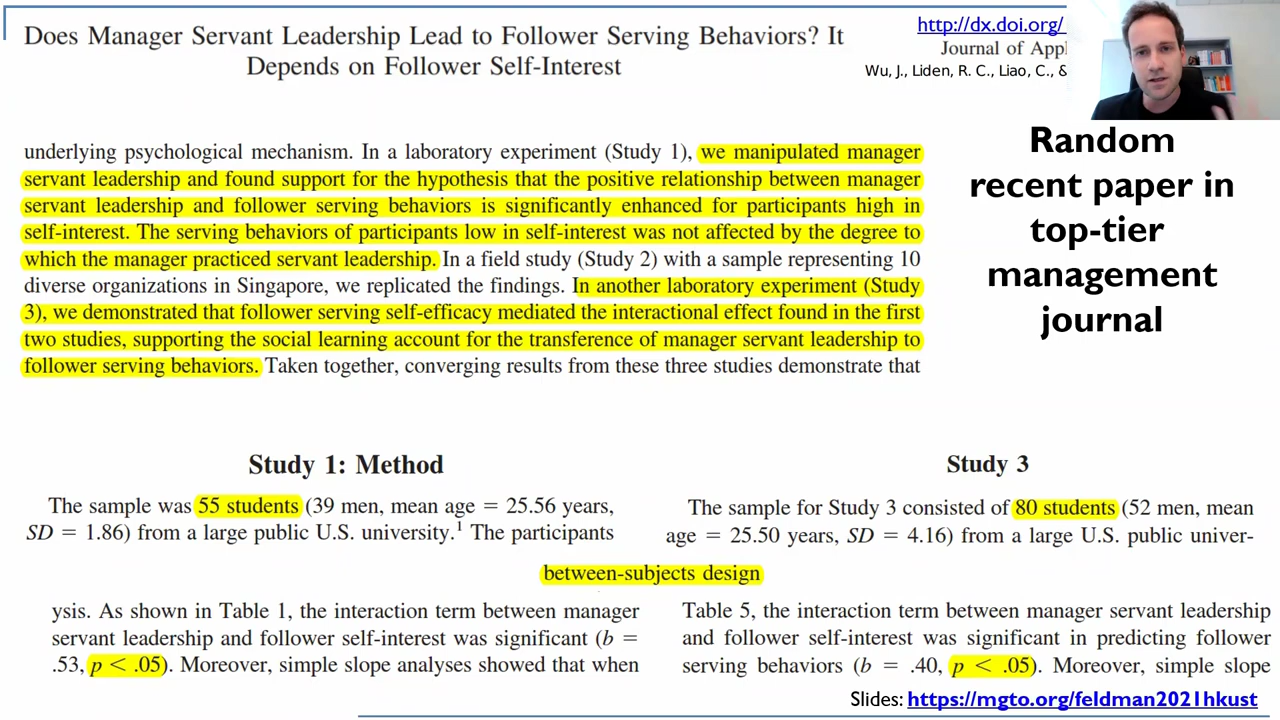 Does Manager Servant Leadership Lead to Follower Serving Behaviors? It
Depends on Follower Self-Interest
http://dx.doi.org/
Journal of Appl
Wu, J., Liden, R. C., Liao, C., &
Random
recent paper in
top-tier
management
journal
underlying psychological mechanism. In a laboratory experiment (Study 1), we manipulated manager
servant leadership and found support for the hypothesis that the positive relationship between manager
servant leadership and follower serving behaviors is significantly enhanced for participants high in
self-interest. The serving behaviors of participants low in self-interest was not affected by the degree to
which the manager practiced servant leadership. In a field study (Study 2) with a sample representing 10
diverse organizations in Singapore, we replicated the findings. In another laboratory experiment (Study
3), we demonstrated that follower serving self-efficacy mediated the interactional effect found in the first
two studies, supporting the social learning account for the transference of manager servant leadership to
follower serving behaviors. Taken together, converging results from these three studies demonstrate that
Study 1: Method
The sample was 55 students (39 men, mean age = 25.56 years,
SD = 1.86) from a large public U.S. university.1 The participants
Study 3
The sample for Study 3 consisted of 80 students (52 men, mean
age = 25.50 years, SD = 4.16) from a large U.S. public univer-
between-subjects design
ysis. As shown in Table 1, the interaction term between manager
servant leadership and follower self-interest was significant (b =
.53, p < .05). Moreover, simple slope analyses showed that when
Table 5, the interaction term between manager servant leadership
and follower self-interest was significant in predicting follower
serving behaviors (b = .40, p < .05). Moreover, simple slope
Slides: https://mgto.org/feldman2021hkust